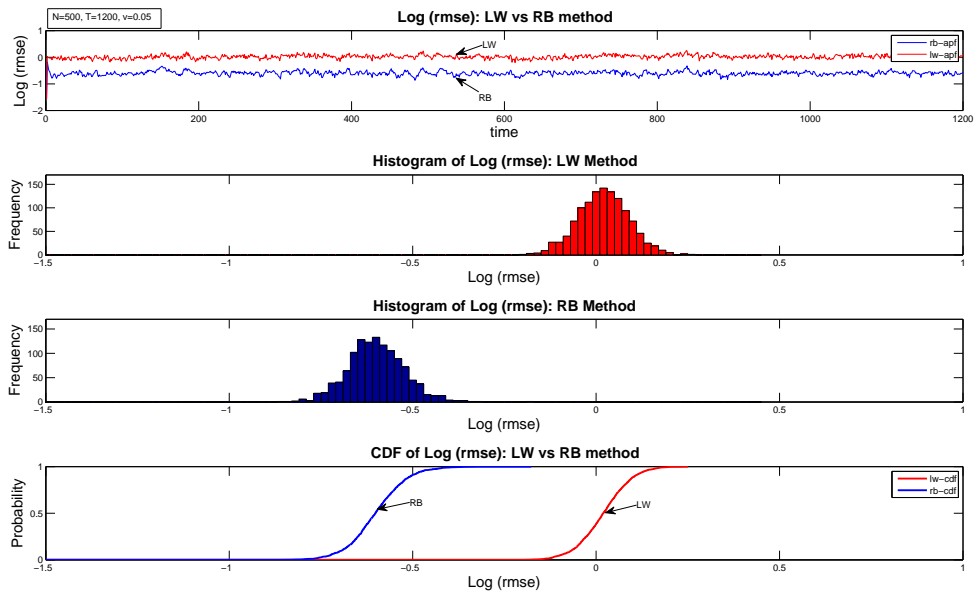 N=500, T=1200, v=0.05
Log (rmse): LW vs RB method
Log (rmse)
1
0
−1
−2
LW
RB
rb-apf
lw-apf
0
200
400
600
800
1000
1200
time
Histogram of Log (rmse): LW Method
Frequency
150
100
50
0
−1.5
−1
−0.5
0
0.5
1
Log (rmse)
Histogram of Log (rmse): RB Method
Frequency
150
100
50
0
−1.5
−1
−0.5
0
0.5
1
Log (rmse)
CDF of Log (rmse): LW vs RB method
Probability
1
0.5
0
RB
LW
lw-cdf
rb-cdf
−1.5
−1
−0.5
0
0.5
1
Log (rmse)